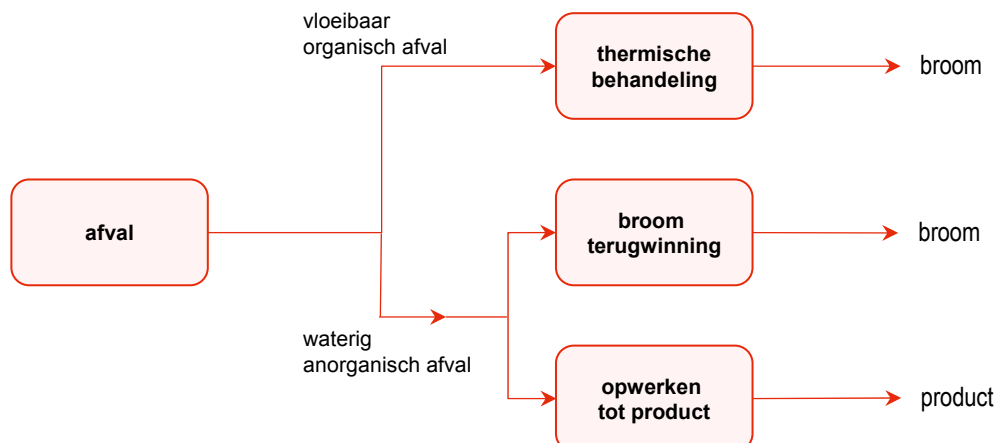 vloeibaar
organisch afval
thermische
behandeling
broom
afval
broom
terugwinning
broom
waterig
anorganisch afval
opwerken
tot product
product